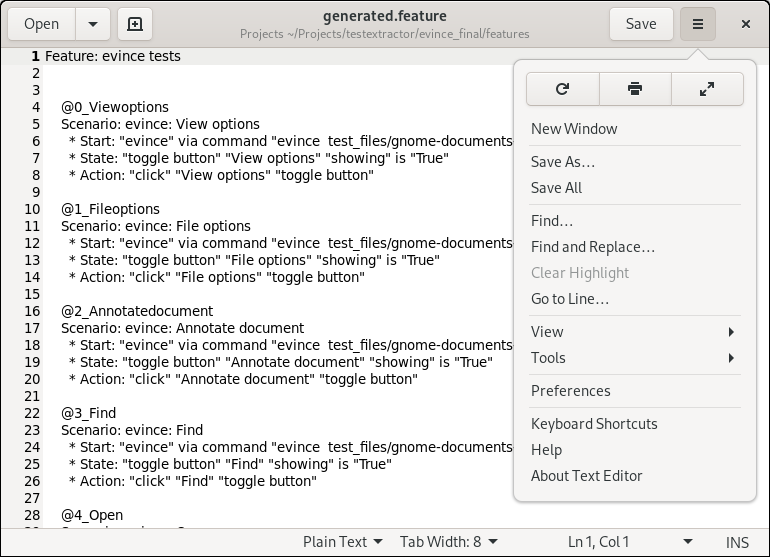 Open
generated.feature
Projects ~/Projects/testextractor/evince_final/features
Save
1 Feature: evince tests
2
3
4 @0_Viewoptions
5 Scenario: evince: View options
6 * Start: "evince" via command "evince test_files/gnome-documents
7 * State: "toggle button" "View options" "showing" is "True"
8 * Action: "click" "View options" "toggle button"
9
10 @1_Fileoptions
11 Scenario: evince: File options
12 * Start: "evince" via command "evince test_files/gnome-documents
13 * State: "toggle button" "File options" "showing" is "True"
14 * Action: "click" "File options" "toggle button"
15
16 @2_Annotatedocument
17 Scenario: evince: Annotate document
18 * Start: "evince" via command "evince test_files/gnome-documents
19 * State: "toggle button" "Annotate document" "showing" is "True"
20 * Action: "click" "Annotate document" "toggle button"
21
22 @3_Find
23 Scenario: evince: Find
24 * Start: "evince" via command "evince test_files/gnome-documents
25 * State: "toggle button" "Find" "showing" is "True"
26 * Action: "click" "Find" "toggle button"
27
28 @4_Open
New Window
Save As…
Save All
Find…
Find and Replace…
Clear Highlight
Go to Line…
View
Tools
Preferences
Keyboard Shortcuts
Help
About Text Editor
Plain Text
Tab Width: 8
Ln 1, Col 1
INS